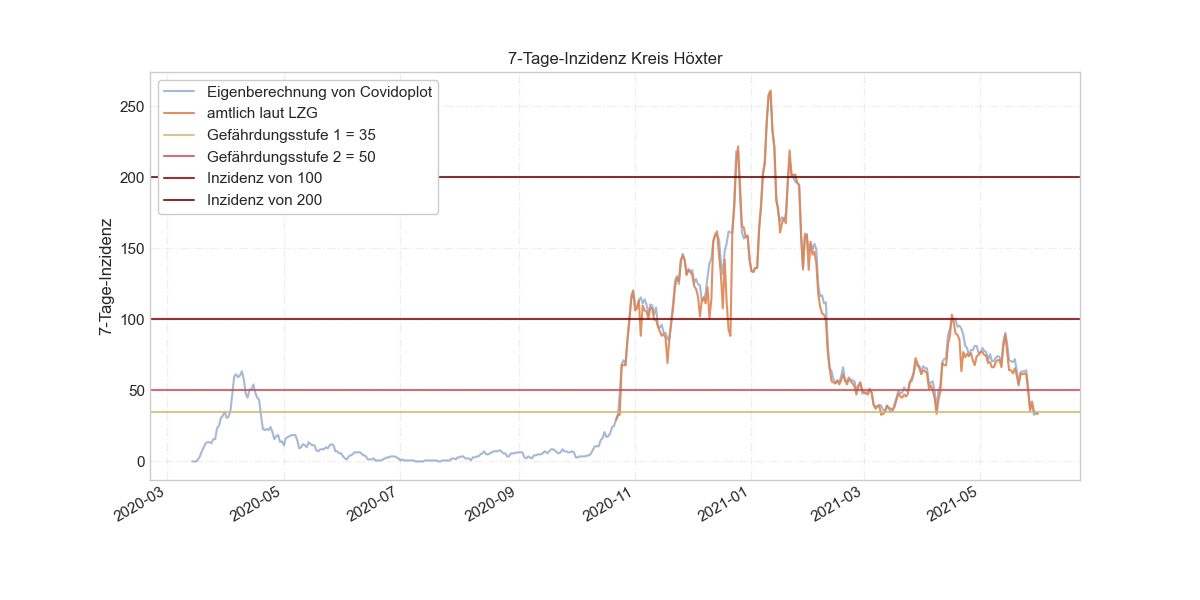 7-Tage-Inzidenz Kreis Höxter
Eigenberechnung von Covidoplot
amtlich laut LZG
Gefährdungsstufe 1 = 35
Gefährdungsstufe 2 = 50
Inzidenz von 100
Inzidenz von 200
7-Tage-Inzidenz
250
200
150
100
50
0
2020-03
2020-05
2020-07
2020-09
2020-11
2021-01
2021-03
2021-05